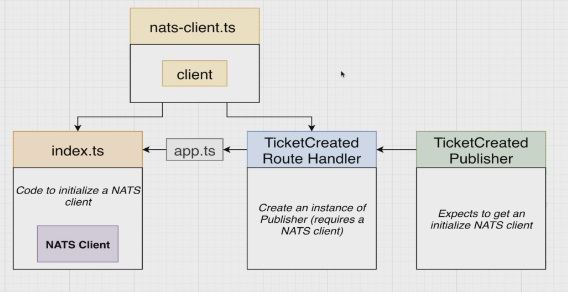 nats-client.ts
client
index.ts
app.ts
TicketCreated
Route Handler
TicketCreated
Publisher
Code to initialize a NATS
client
NATS Client
Create an instance of
Publisher (requires a
NATS client)
Expects to get an
initialize NATS client